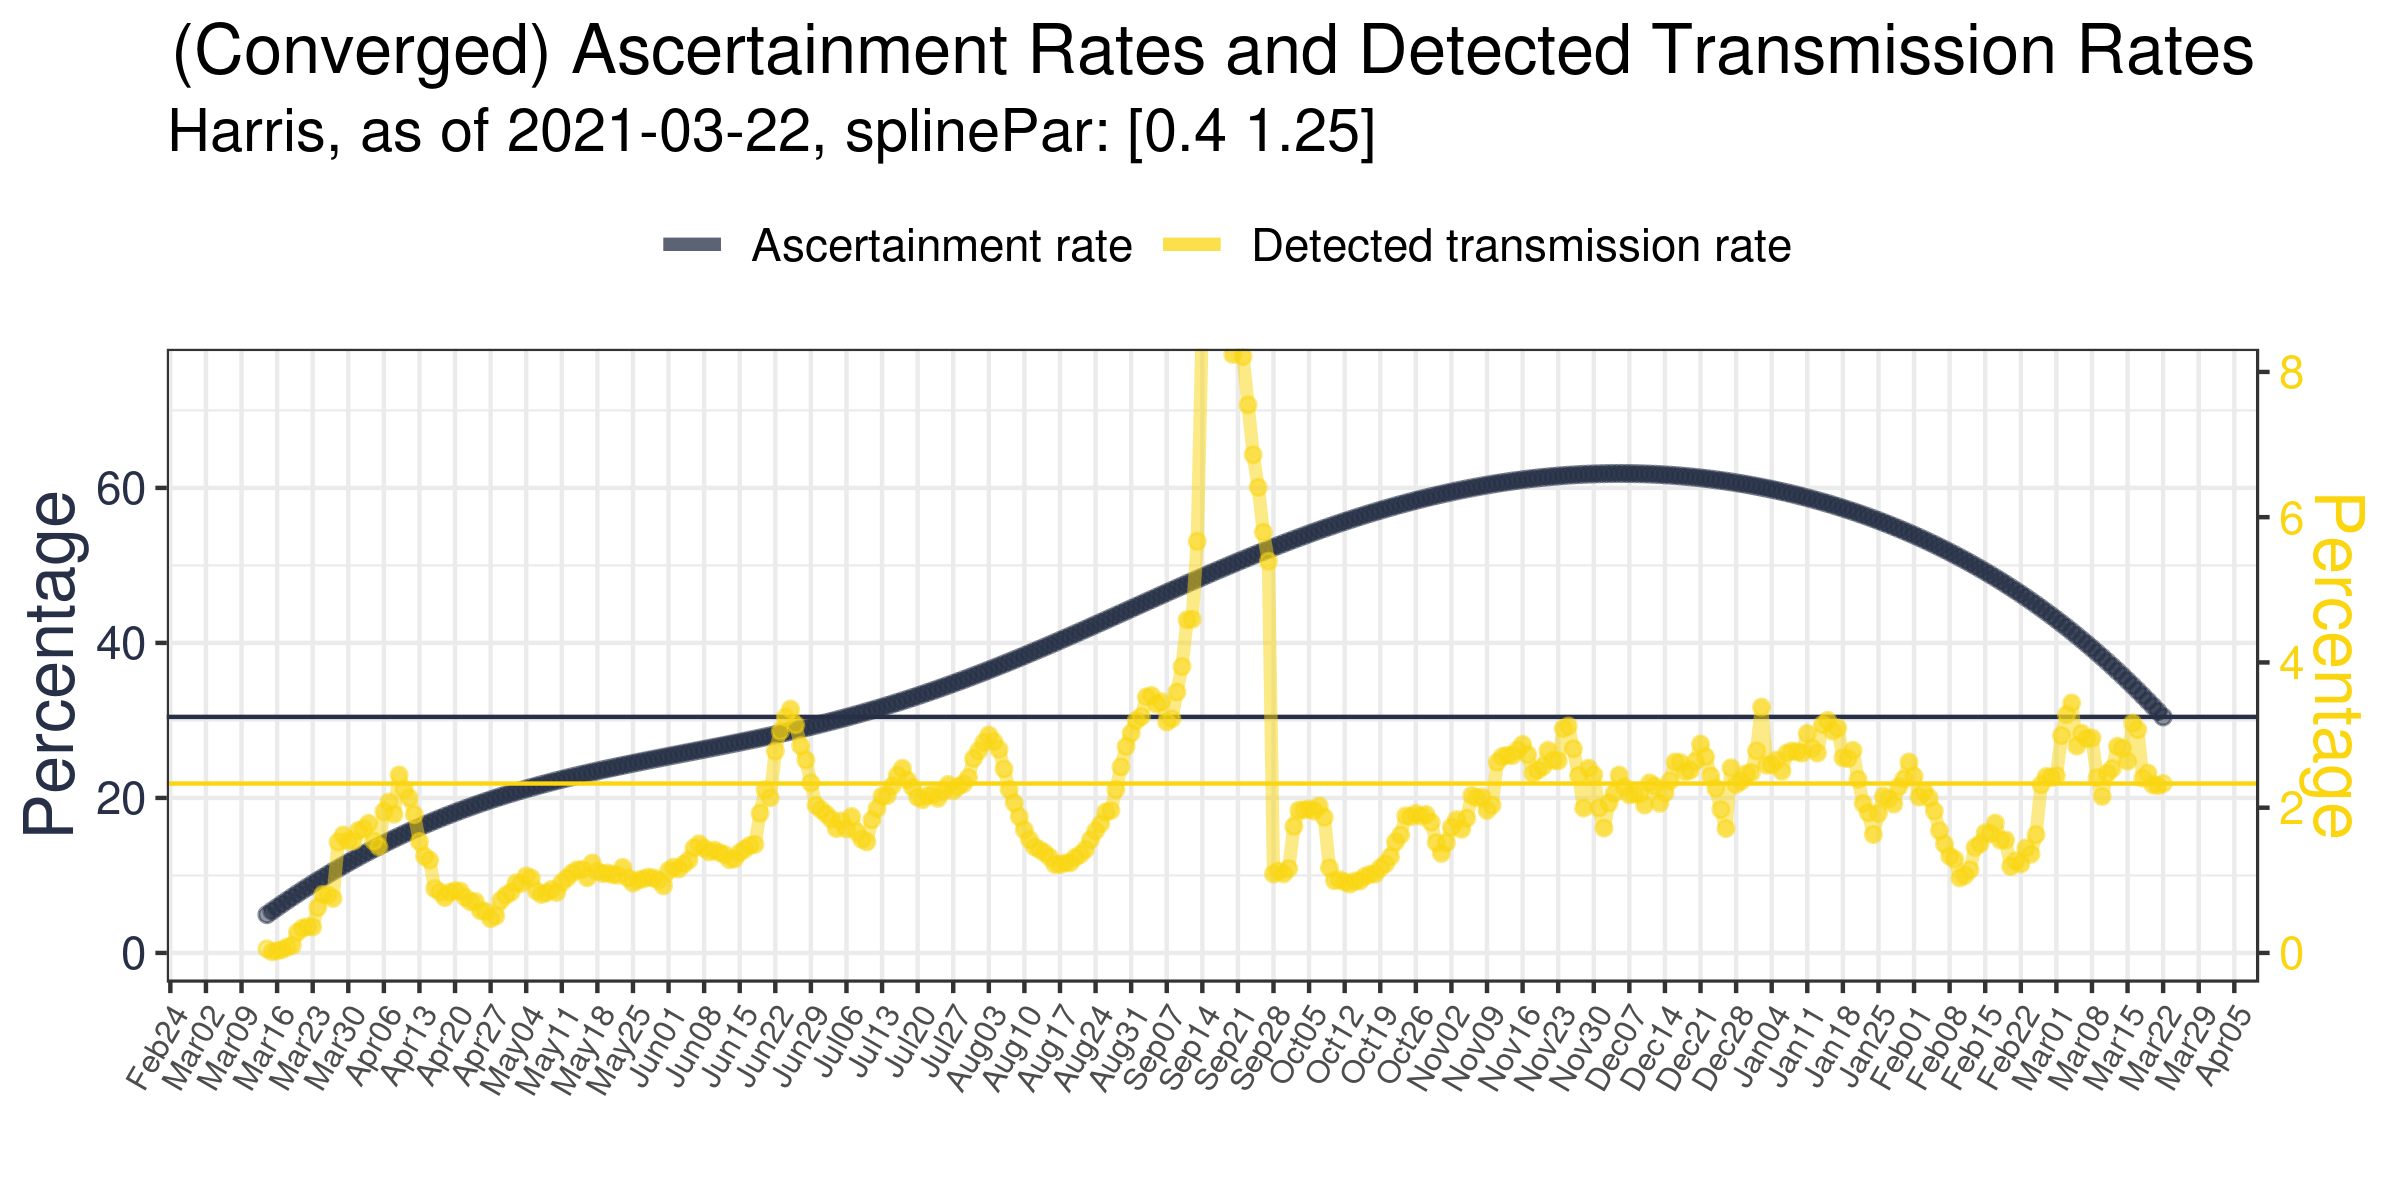 (Converged) Ascertainment Rates and Detected Transmission Rates
Harris, as of 2021-03-22, splinePar: [0.4 1.25]
Ascertainment rate Detected transmission rate
Percentage
60
40
20
0
8
6
4
2
0
Percentage
Feb24 Mar02 Mar09 Mar16 Mar23 Mar30 Apr06 Apr13 Apr20 Apr27 May04 May11 May18 May25 Jun01 Jun08 Jun15 Jun22 Jun29 Jul06 Jul13 Jul20 Jul27 Aug03 Aug10 Aug17 Aug24 Aug31 Sep07 Sep14 Sep21 Sep28 Oct05 Oct12 Oct19 Oct26 Nov02 Nov09 Nov16 Nov23 Nov30 Dec07 Dec14 Dec21 Dec28 Jan04 Jan11 Jan18 Jan25 Feb01 Feb08 Feb15 Feb22 Mar01 Mar08 Mar15 Mar22 Mar29 Apr05